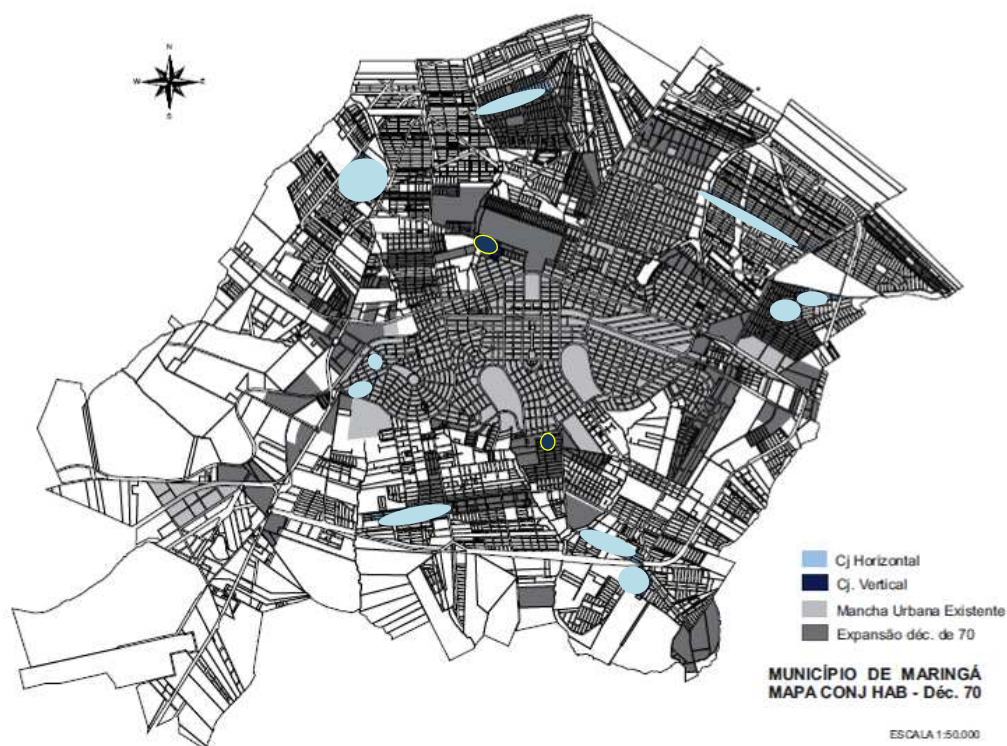 N
W E
S
Cj Horizontal
Cj. Vertical
Mancha Urbana Existente
Expansão déc. de 70
MUNICÍPIO DE MARINGÁ
MAPA CONJ HAB - Déc. 70
ESCALA 1:50.000